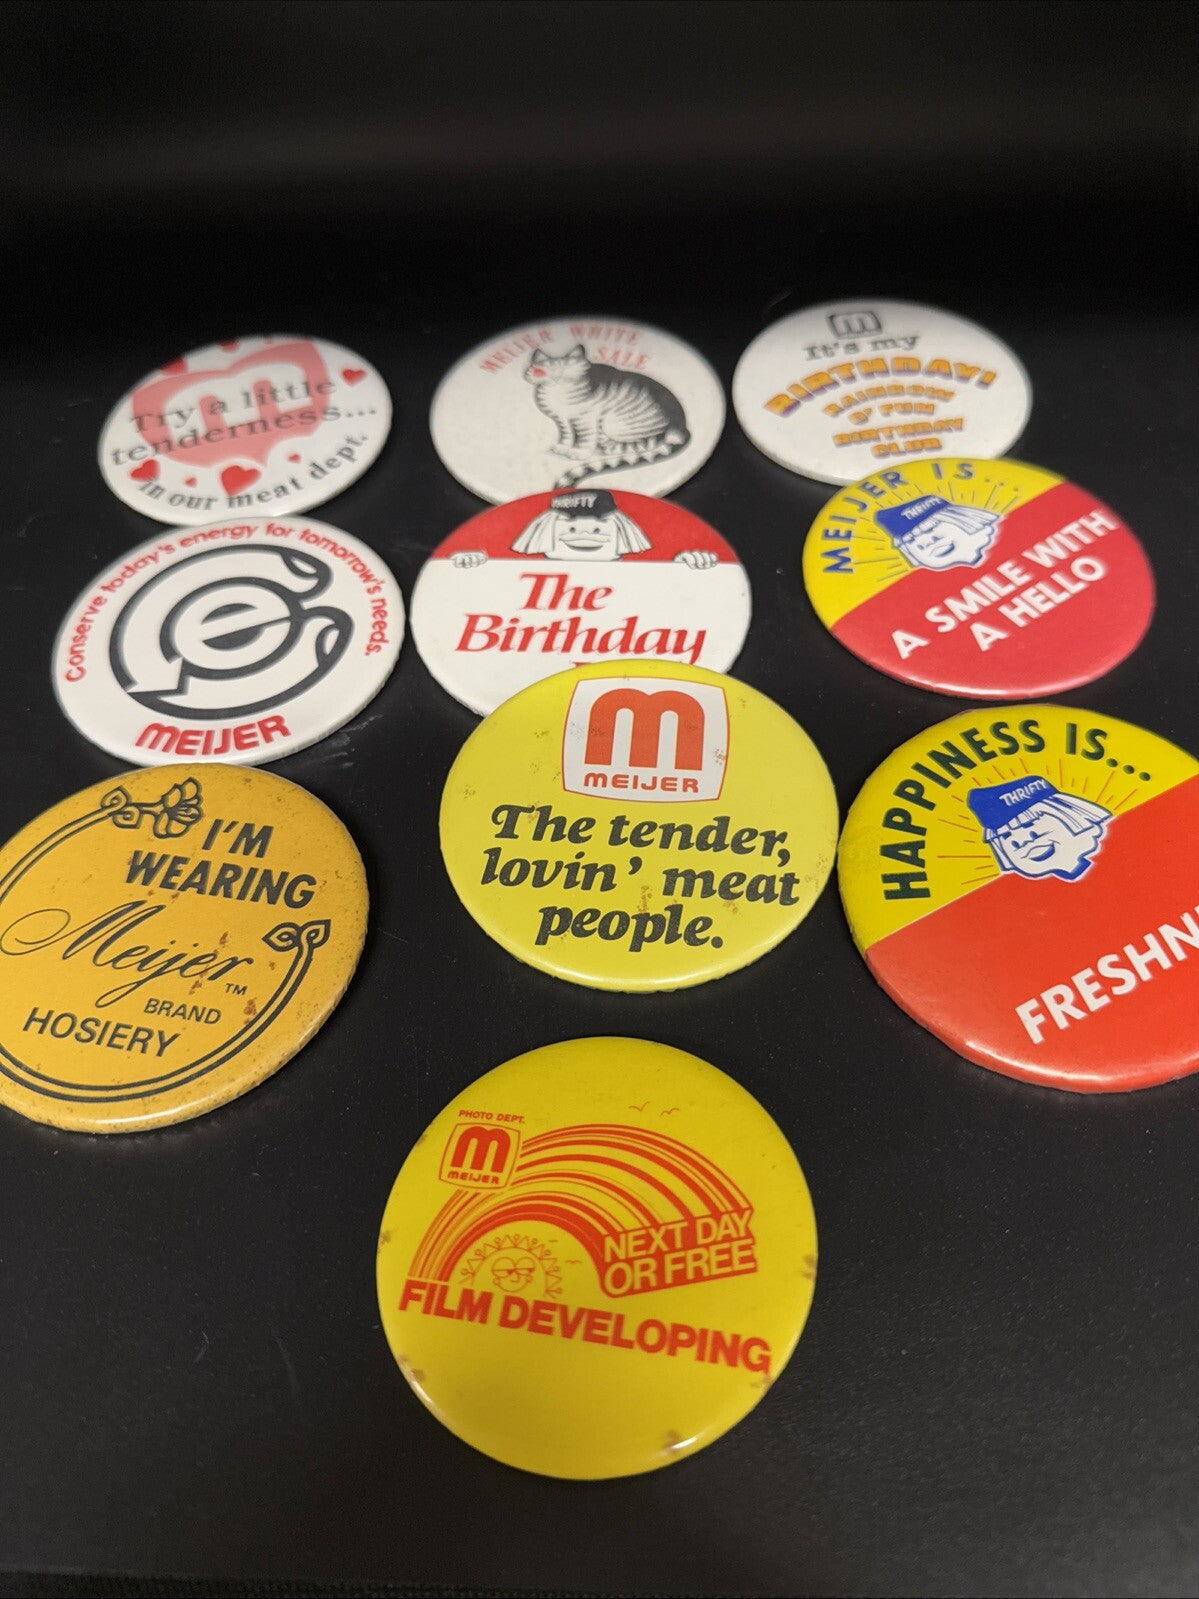 Try a little
tenderness...
in our meat dept.
MEIJER WHITE
SALE
m
It's my
BIRTHDAY!
RAINBOW
O' FUN
BIRTHDAY
CLUB
Conserve today's energy for tomorrow's needs.
e
MEIJER
THRIFTY
The
Birthday
MEIJER IS...
THRIFTY
A SMILE WITH
A HELLO
I'M
WEARING
Meijer™
BRAND
HOSIERY
m
MEIJER
The tender,
lovin' meat
people.
HAPPINESS IS...
THRIFTY
FRESHN
PHOTO DEPT.
m
MEIJER
NEXT DAY
OR FREE
FILM DEVELOPING